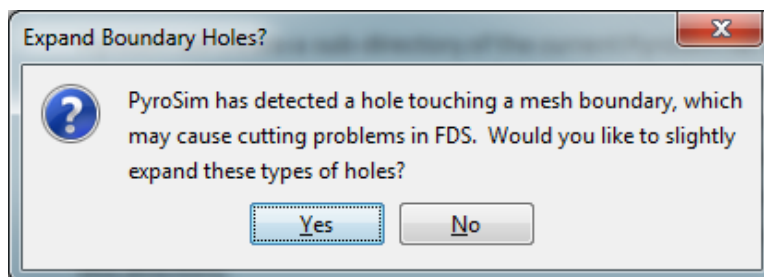 Expand Boundary Holes?
PyroSim has detected a hole touching a mesh boundary, which
may cause cutting problems in FDS.  Would you like to slightly
expand these types of holes?
Yes
No